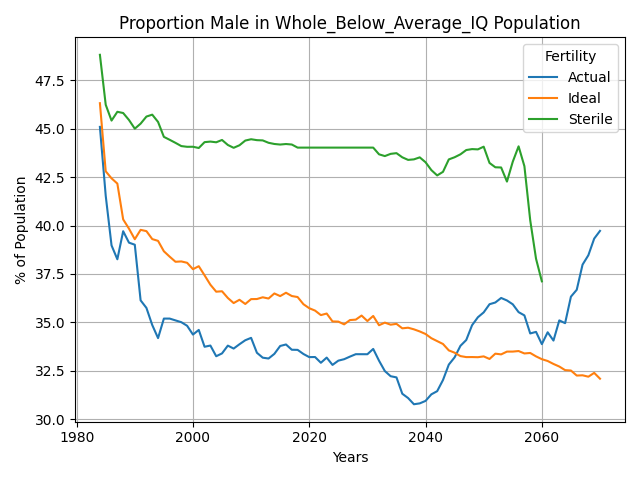 Proportion Male in Whole_Below_Average_IQ Population
Fertility
Actual
Ideal
Sterile
% of Population
47.5
45.0
42.5
40.0
37.5
35.0
32.5
30.0
1980
2000
2020
2040
2060
Years